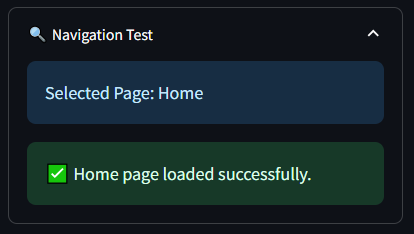 🔍 Navigation Test
Selected Page: Home
✅ Home page loaded successfully.